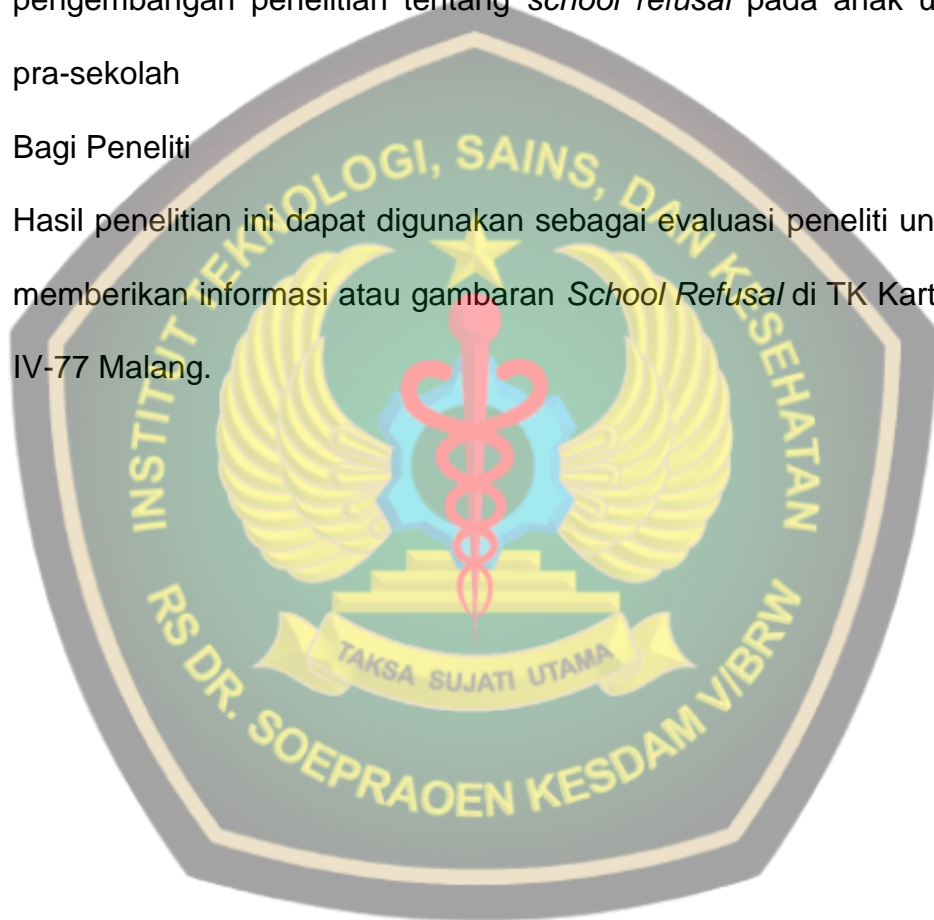 pengembangan penelitian tentang school refusal pada anak
pra-sekolah
Bagi Peneliti
Hasil penelitian ini dapat digunakan sebagai evaluasi peneliti
memberikan informasi atau gambaran School Refusal di TK
IV-77 Malang.
INSTITUT TEKNOLOGI, SAINS, DAN KESEHATAN
TAKSA SUJATI UTAMA
RS DR. SOEPRAOEN KESDAM V/BRW